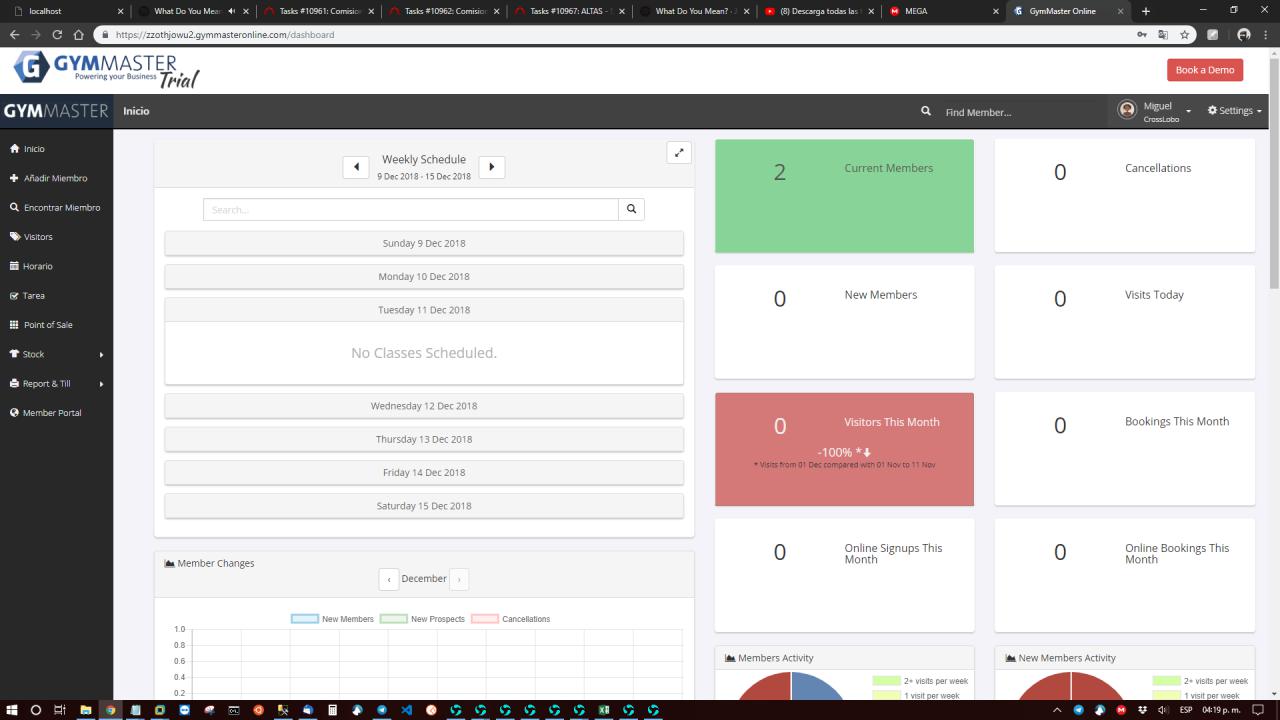 localhost
What Do You Mean
Tasks #10961: Comision
Tasks #10962: Comision
Tasks #10967: ALTAS -
What Do You Mean? -
(8) Descarga todas las
MEGA
GymMaster Online
https://zzothjowu2.gymmasteronline.com/dashboard
GYMMASTER
Powering your Business
Trial
Book a Demo
GYMMASTER
Inicio
Find Member...
Miguel
CrossLobo
Settings
Inicio
Añadir Miembro
Encontrar Miembro
Visitors
Horario
Tarea
Point of Sale
Stock
Report & Till
Member Portal
Weekly Schedule
9 Dec 2018 - 15 Dec 2018
Search...
Sunday 9 Dec 2018
Monday 10 Dec 2018
Tuesday 11 Dec 2018
No Classes Scheduled.
Wednesday 12 Dec 2018
Thursday 13 Dec 2018
Friday 14 Dec 2018
Saturday 15 Dec 2018
Member Changes
‹ December ›
New Members New Prospects Cancellations
1.0
0.8
0.6
0.4
0.2
2 Current Members
0 Cancellations
0 New Members
0 Visits Today
0 Visitors This Month
-100% *
* Visits from 01 Dec compared with 01 Nov to 11 Nov
0 Bookings This Month
0 Online Signups This
Month
0 Online Bookings This
Month
Members Activity
2+ visits per week
1 visit per week
New Members Activity
2+ visits per week
1 visit per week
ESP 04:19 p. m.